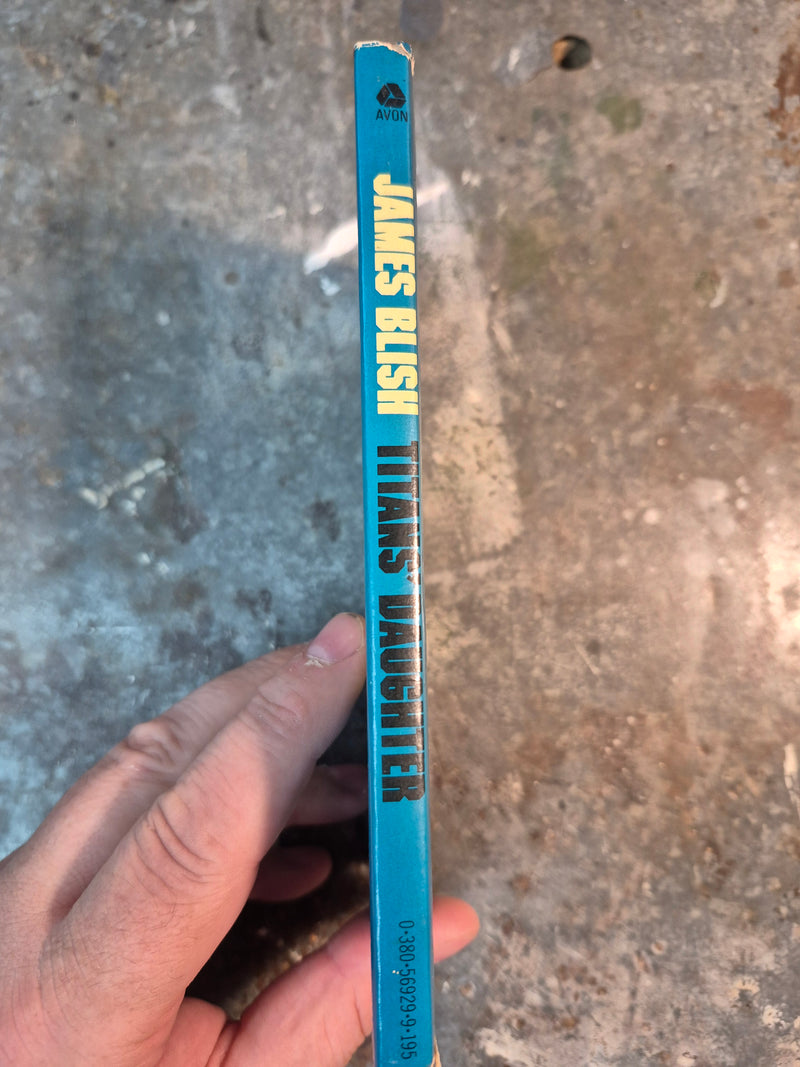 AVON
JAMES BLISH
TITANS' DAUGHTER
0•380•56929•9•195